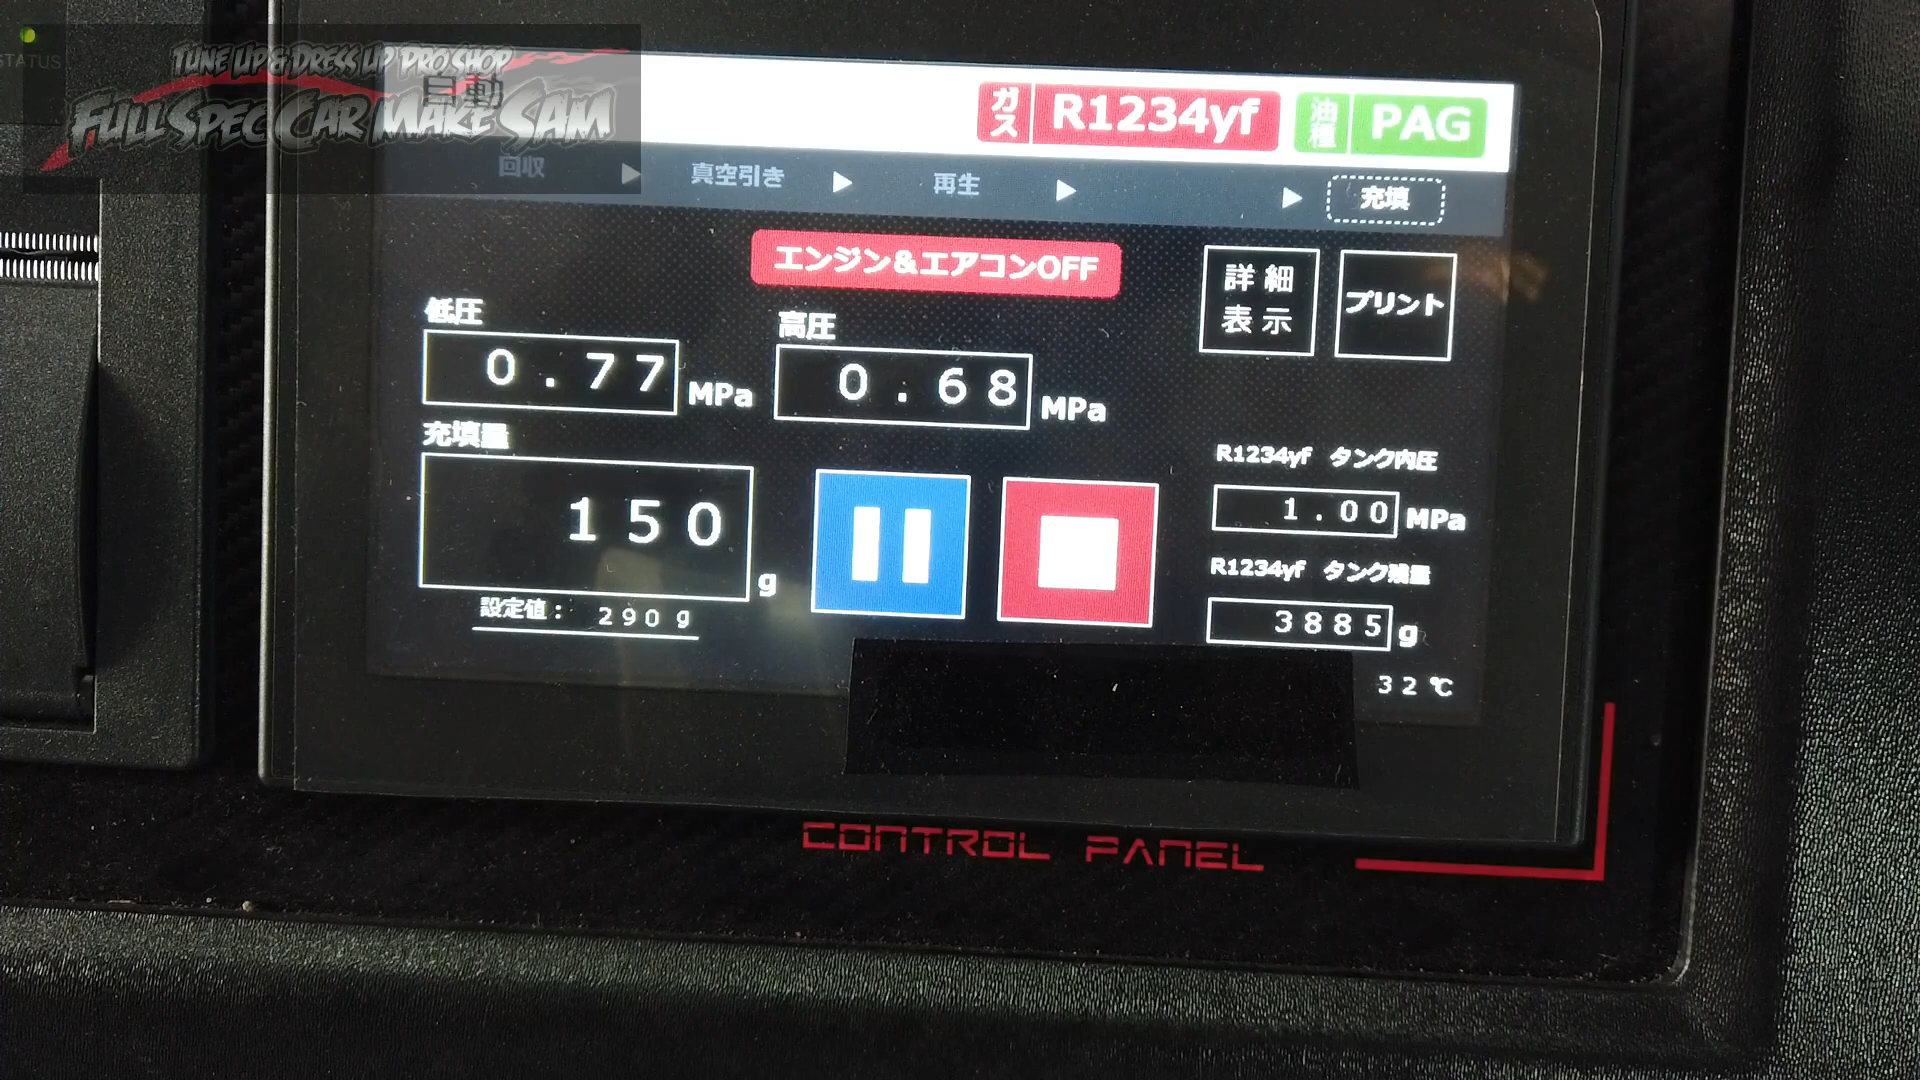 STATUS
TUNE UP & DRESS UP PRO SHOP
FULL SPEC CAR MAKE SAM
自動
ガス R1234yf 油種 PAG
回収 ▶ 真空引き ▶ 再生 ▶ ▶ 充填
エンジン&エアコンOFF
詳細表示 プリント
低圧 0.77 MPa
高圧 0.68 MPa
充填量
150 g
設定値: 290g
R1234yf タンク内圧
1.00 MPa
R1234yf タンク残量
3885 g
32℃
CONTROL PANEL